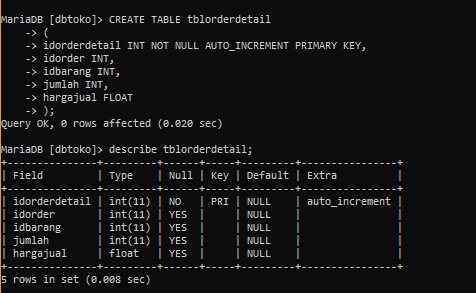 MariaDB [dbtoko]> CREATE TABLE tblorderdetail
    -> (
    -> idorderdetail INT NOT NULL AUTO_INCREMENT PRIMARY KEY,
    -> idorder INT,
    -> idbarang INT,
    -> jumlah INT,
    -> hargajual FLOAT
    -> );
Query OK, 0 rows affected (0.020 sec)

MariaDB [dbtoko]> describe tblorderdetail;
+---------------+---------+------+-----+---------+----------------+
| Field         | Type    | Null | Key | Default | Extra          |
+---------------+---------+------+-----+---------+----------------+
| idorderdetail | int(11) | NO   | PRI | NULL    | auto_increment |
| idorder       | int(11) | YES  |     | NULL    |                |
| idbarang      | int(11) | YES  |     | NULL    |                |
| jumlah        | int(11) | YES  |     | NULL    |                |
| hargajual     | float   | YES  |     | NULL    |                |
+---------------+---------+------+-----+---------+----------------+
5 rows in set (0.008 sec)